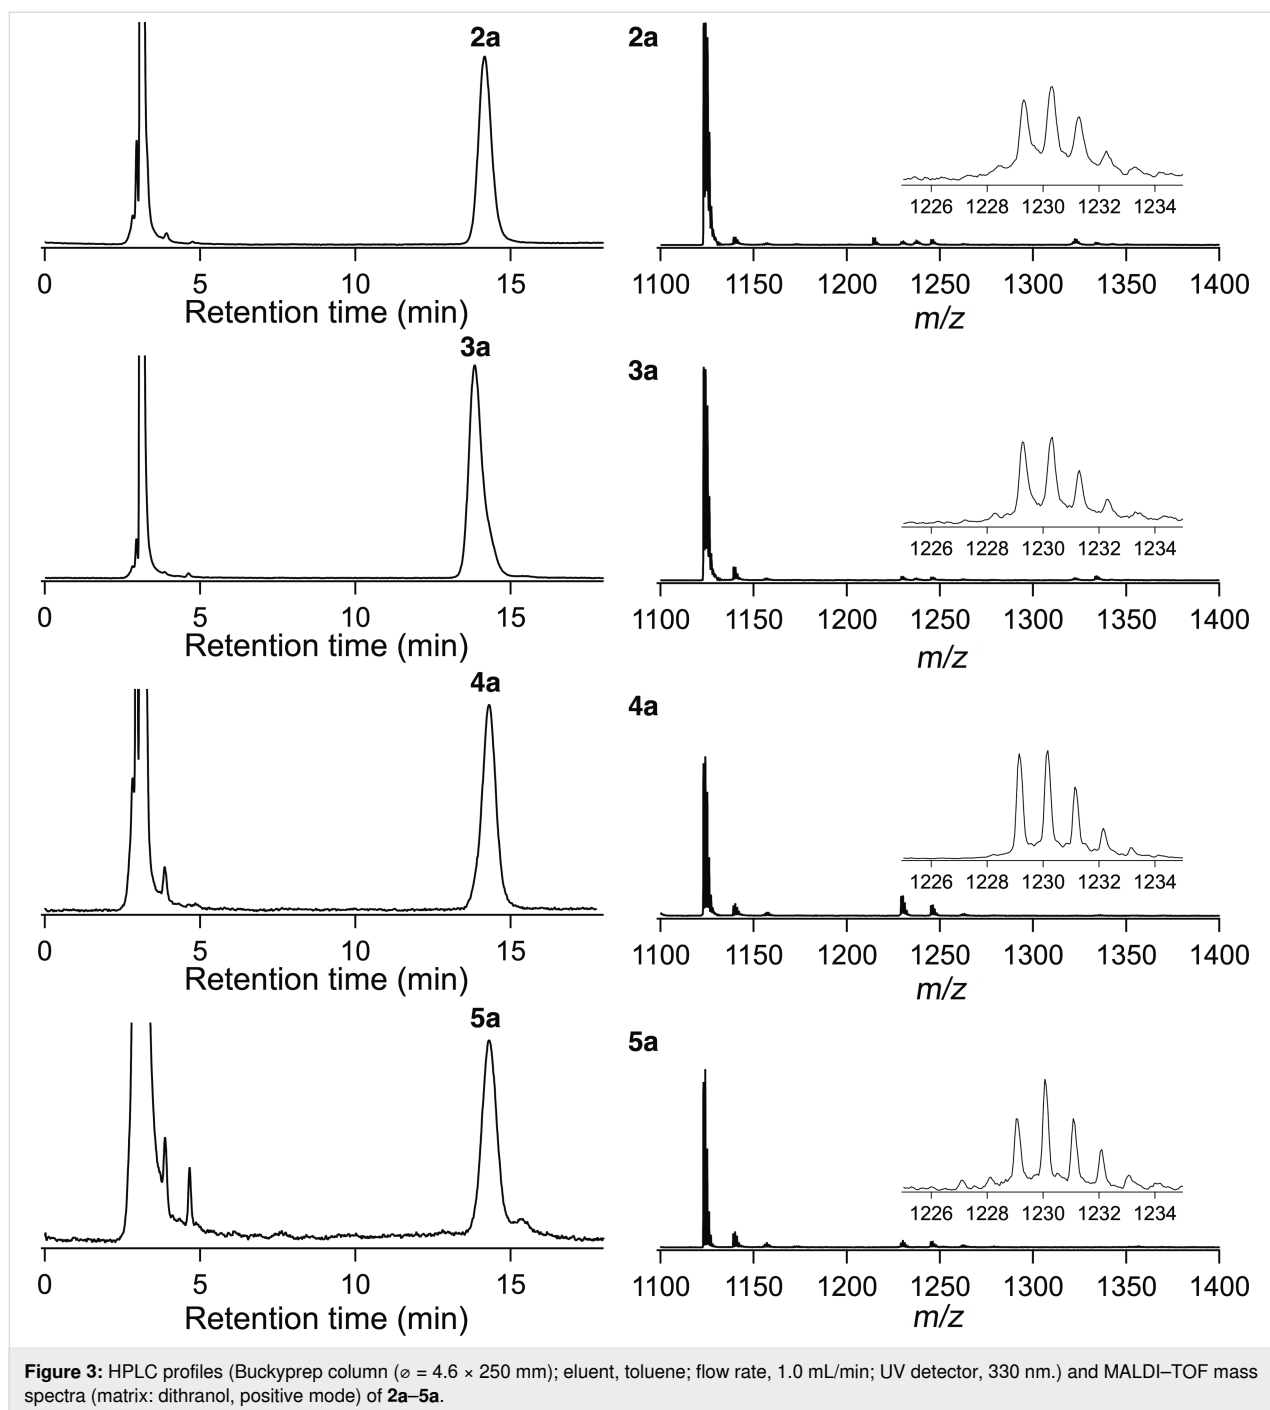 2a
0 5 10 15
Retention time (min)
2a
1226 1228 1230 1232 1234
1100 1150 1200 1250 1300 1350 1400
m/z
3a
0 5 10 15
Retention time (min)
3a
1226 1228 1230 1232 1234
1100 1150 1200 1250 1300 1350 1400
m/z
4a
0 5 10 15
Retention time (min)
4a
1226 1228 1230 1232 1234
1100 1150 1200 1250 1300 1350 1400
m/z
5a
0 5 10 15
Retention time (min)
5a
1226 1228 1230 1232 1234
1100 1150 1200 1250 1300 1350 1400
m/z
Figure 3: HPLC profiles (Buckyprep column (⌀ = 4.6 × 250 mm); eluent, toluene; flow rate, 1.0 mL/min; UV detector, 330 nm.) and MALDI–TOF mass
spectra (matrix: dithranol, positive mode) of 2a–5a.